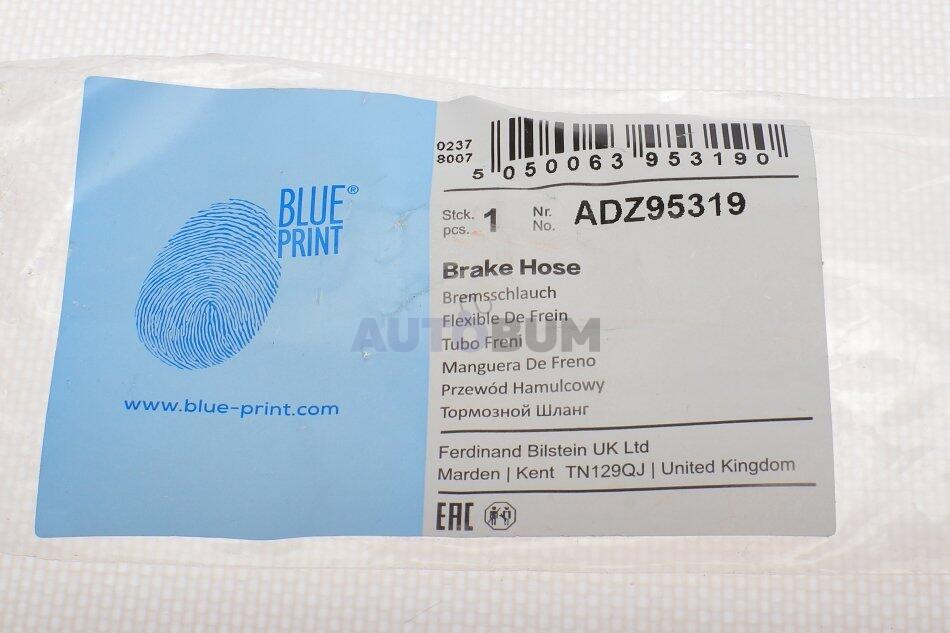 BLUE®
PRINT
www.blue-print.com
0237
8007
5 050063 953190
Stck.
pcs. 1 Nr.
No. ADZ95319
Brake Hose
Bremsschlauch
Flexible De Frein
Tubo Freni
Manguera De Freno
Przewód Hamulcowy
Тормозной Шланг
Ferdinand Bilstein UK Ltd
Marden | Kent TN129QJ | United Kingdom
EAC
AUTOBUM